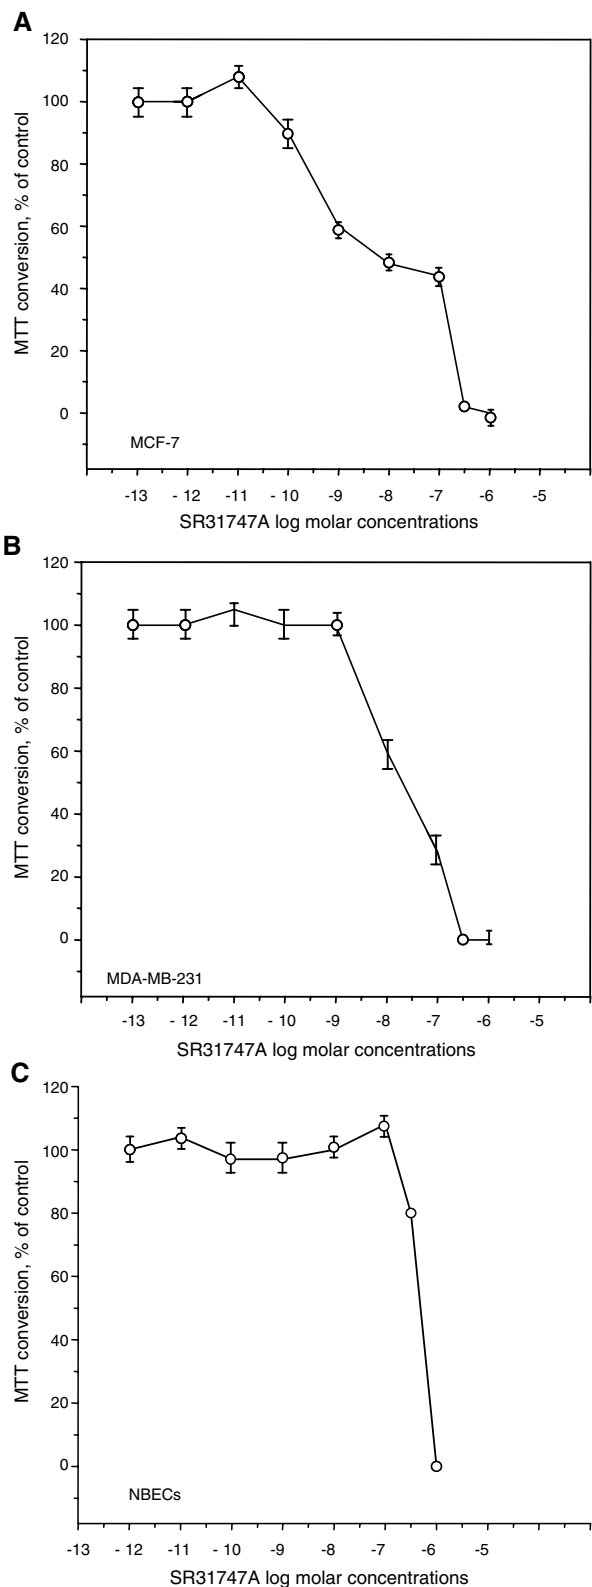 A
MTT conversion, % of control
120
100
80
60
40
20
0
MCF-7
-13 - 12 -11 - 10 -9 -8 -7 -6 -5
SR31747A log molar concentrations
B
MTT conversion, % of control
120
100
80
60
40
20
0
MDA-MB-231
-13 - 12 -11 - 10 -9 -8 -7 -6 -5
SR31747A log molar concentrations
C
MTT conversion, % of control
120
100
80
60
40
20
0
NBECs
-13 - 12 -11 - 10 -9 -8 -7 -6 -5
SR31747A log molar concentrations